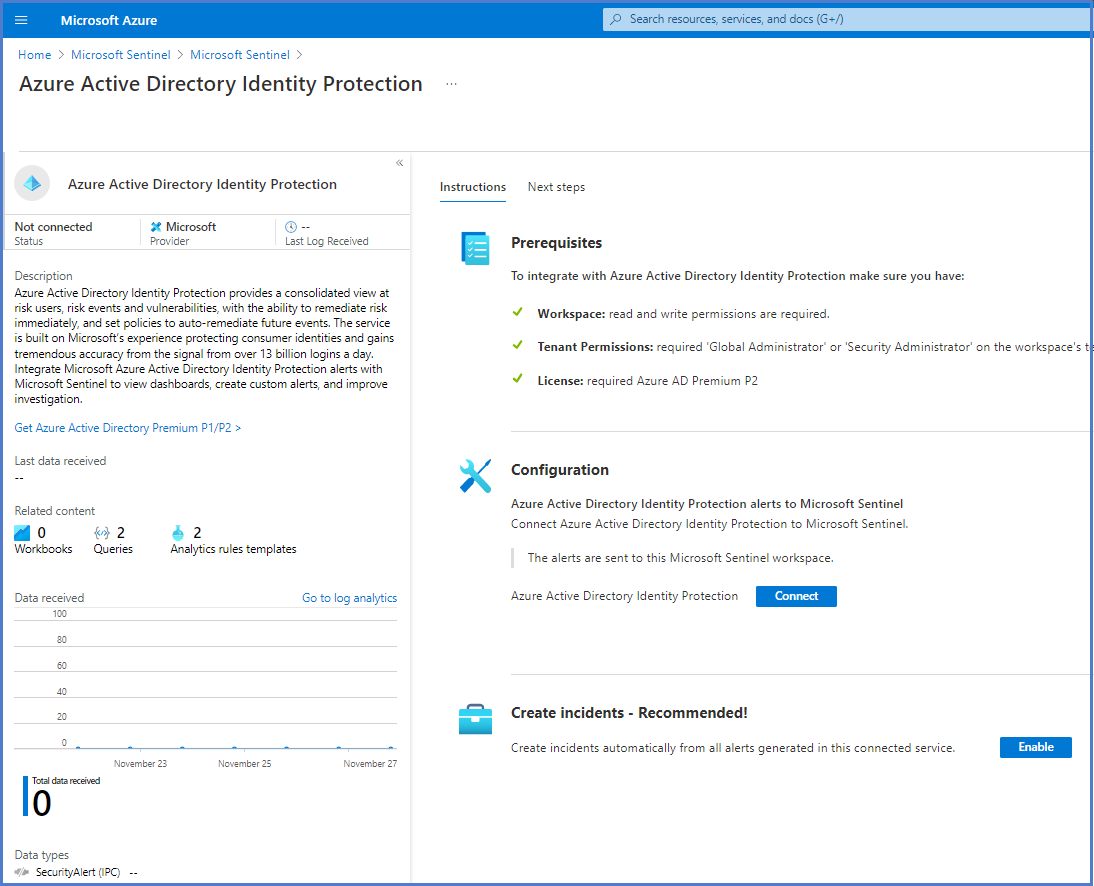 Microsoft Azure
Search resources, services, and docs (G+/)
Home > Microsoft Sentinel > Microsoft Sentinel >
Azure Active Directory Identity Protection ...
«
Azure Active Directory Identity Protection
Not connected
Status
Microsoft
Provider
--
Last Log Received
Description
Azure Active Directory Identity Protection provides a consolidated view at
risk users, risk events and vulnerabilities, with the ability to remediate risk
immediately, and set policies to auto-remediate future events. The service
is built on Microsoft's experience protecting consumer identities and gains
tremendous accuracy from the signal from over 13 billion logins a day.
Integrate Microsoft Azure Active Directory Identity Protection alerts with
Microsoft Sentinel to view dashboards, create custom alerts, and improve
investigation.
Get Azure Active Directory Premium P1/P2 >
Last data received
--
Related content
0
Workbooks
2
Queries
2
Analytics rules templates
Data received
Go to log analytics
100
80
60
40
20
0
November 23
November 25
November 27
Total data received
0
Data types
SecurityAlert (IPC) --
Instructions
Next steps
Prerequisites
To integrate with Azure Active Directory Identity Protection make sure you have:
Workspace: read and write permissions are required.
Tenant Permissions: required 'Global Administrator' or 'Security Administrator' on the workspace's
License: required Azure AD Premium P2
Configuration
Azure Active Directory Identity Protection alerts to Microsoft Sentinel
Connect Azure Active Directory Identity Protection to Microsoft Sentinel.
The alerts are sent to this Microsoft Sentinel workspace.
Azure Active Directory Identity Protection
Connect
Create incidents - Recommended!
Create incidents automatically from all alerts generated in this connected service.
Enable